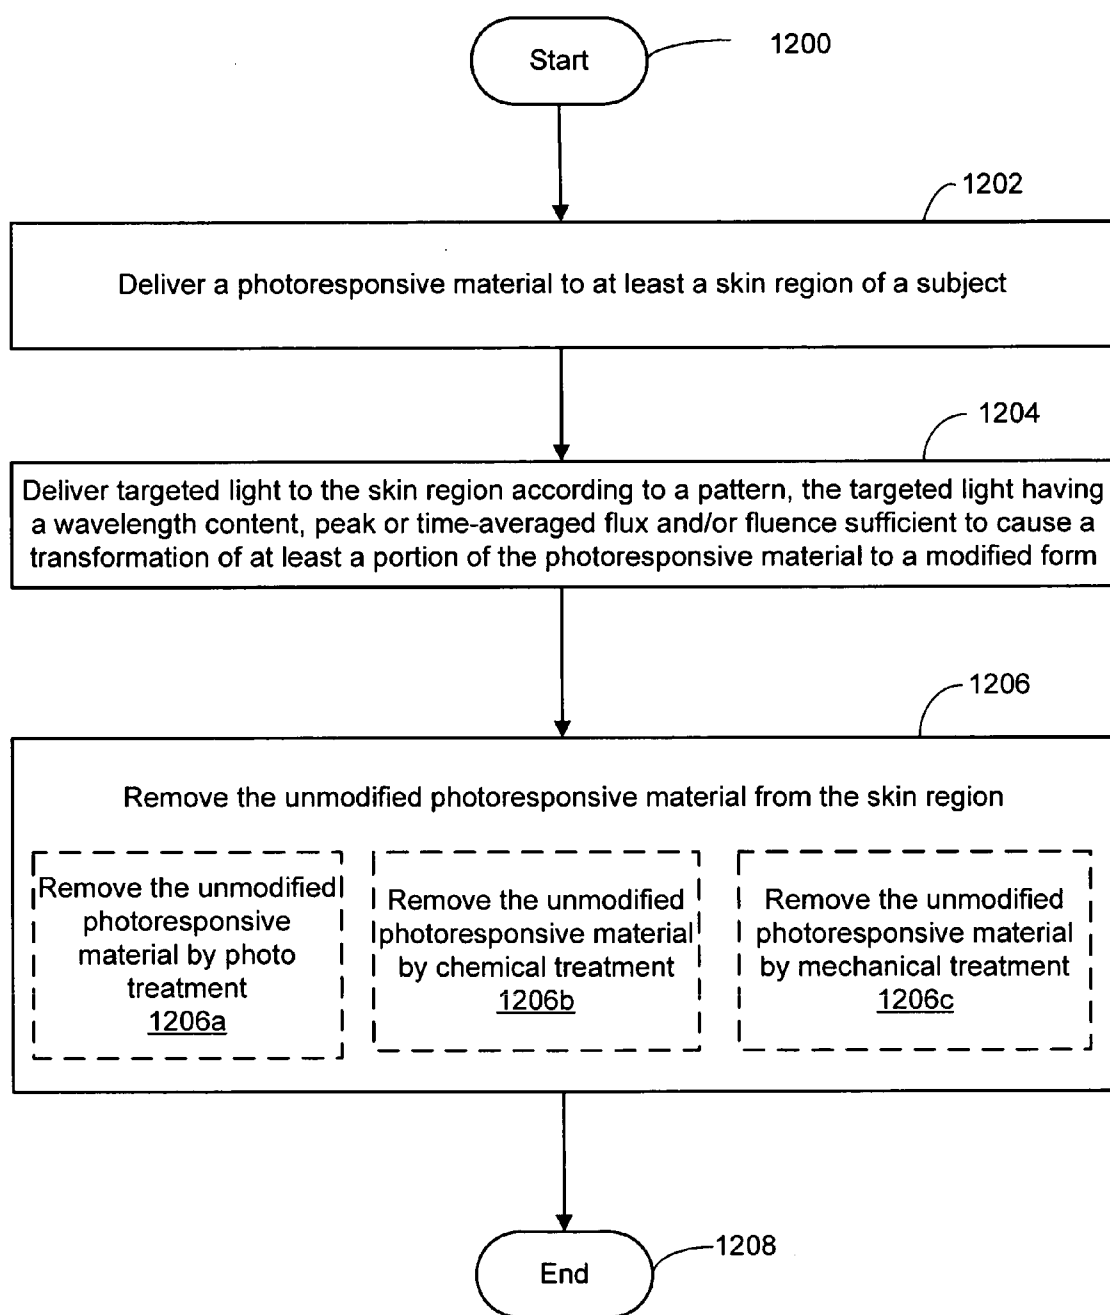 Start
1200
1202
Deliver a photoresponsive material to at least a skin region of a subject
1204
Deliver targeted light to the skin region according to a pattern, the targeted light having
a wavelength content, peak or time-averaged flux and/or fluence sufficient to cause a
transformation of at least a portion of the photoresponsive material to a modified form
1206
Remove the unmodified photoresponsive material from the skin region
Remove the unmodified
photoresponsive
material by photo
treatment
1206a
Remove the unmodified
photoresponsive material
by chemical treatment
1206b
Remove the unmodified
photoresponsive material
by mechanical treatment
1206c
End
1208